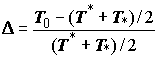 Δ = (T₀ − (T* + T₎)/2) / ((T* + T₎)/2)